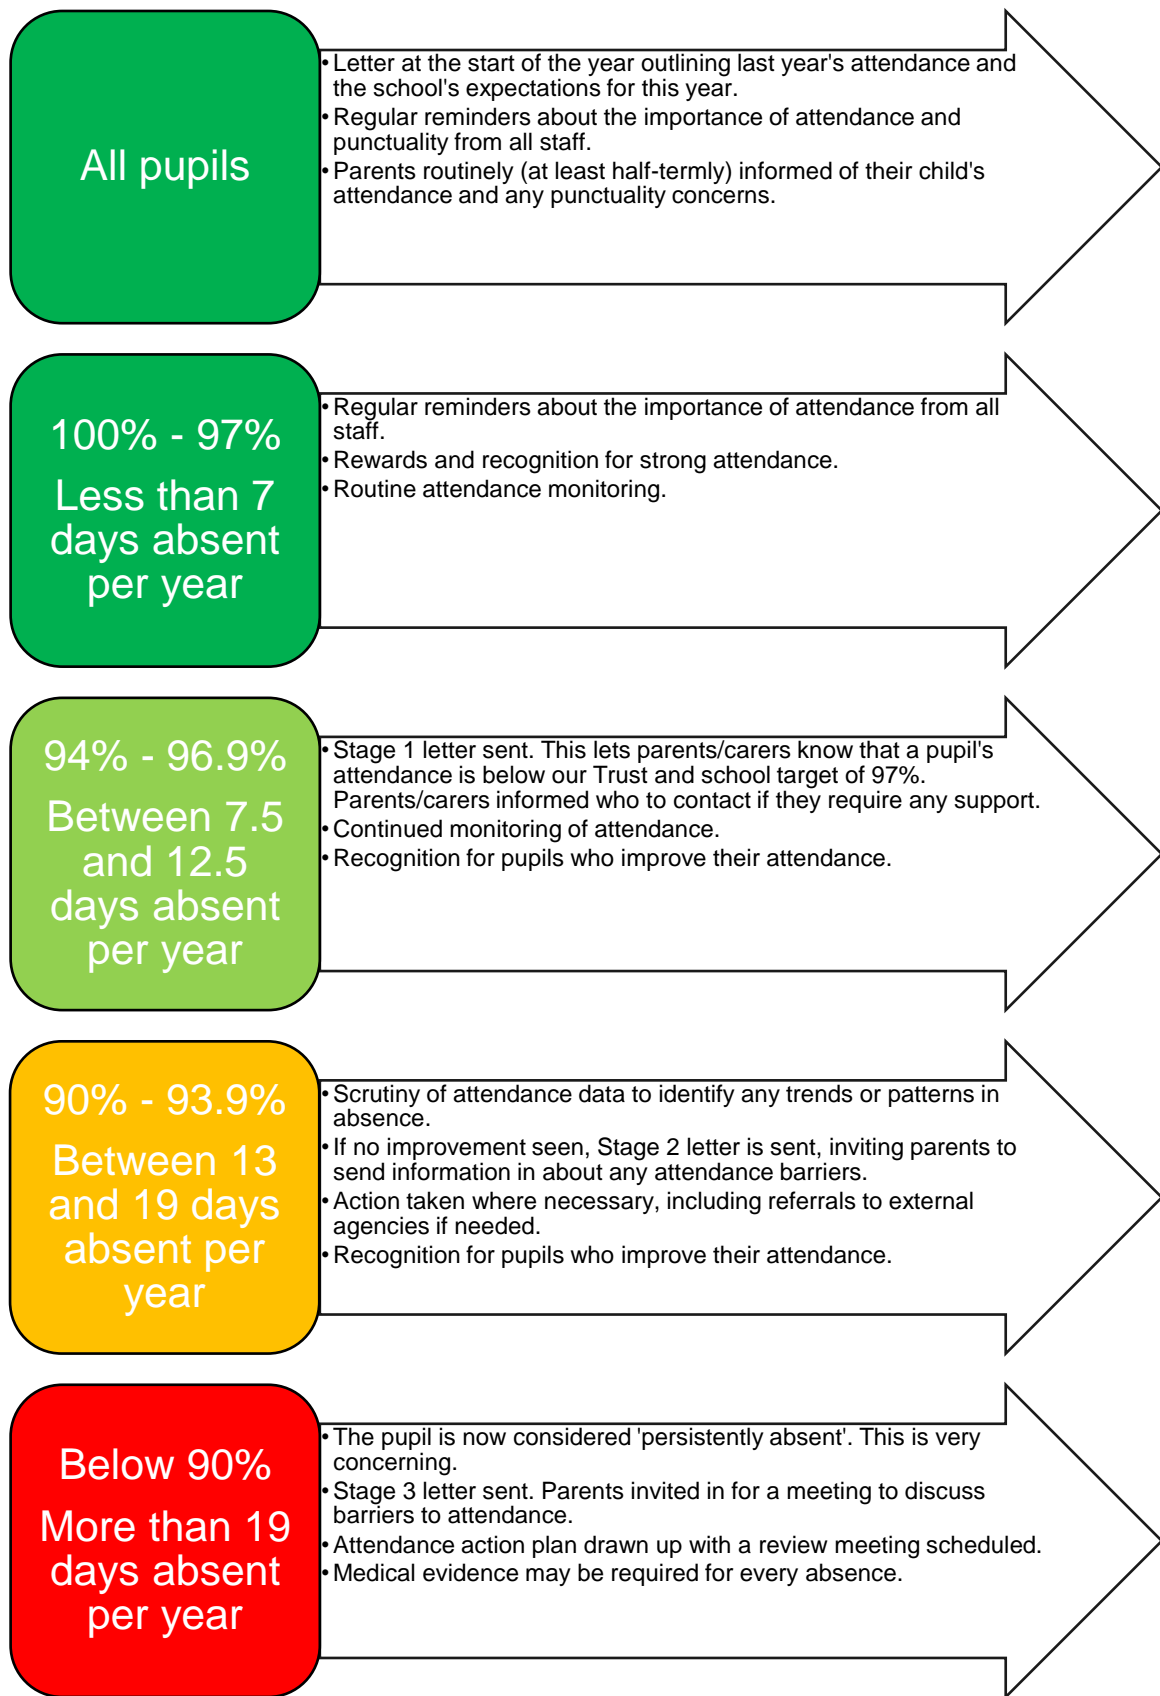 All pupils
• Letter at the start of the year outlining last year's attendance and
the school's expectations for this year.
• Regular reminders about the importance of attendance and
punctuality from all staff.
• Parents routinely (at least half-termly) informed of their child's
attendance and any punctuality concerns.
100% - 97%
Less than 7
days absent
per year
• Regular reminders about the importance of attendance from all
staff.
• Rewards and recognition for strong attendance.
• Routine attendance monitoring.
94% - 96.9%
Between 7.5
and 12.5
days absent
per year
• Stage 1 letter sent. This lets parents/carers know that a pupil's
attendance is below our Trust and school target of 97%.
Parents/carers informed who to contact if they require any support.
• Continued monitoring of attendance.
• Recognition for pupils who improve their attendance.
90% - 93.9%
Between 13
and 19 days
absent per
year
• Scrutiny of attendance data to identify any trends or patterns in
absence.
• If no improvement seen, Stage 2 letter is sent, inviting parents to
send information in about any attendance barriers.
• Action taken where necessary, including referrals to external
agencies if needed.
• Recognition for pupils who improve their attendance.
Below 90%
More than 19
days absent
per year
• The pupil is now considered 'persistently absent'. This is very
concerning.
• Stage 3 letter sent. Parents invited in for a meeting to discuss
barriers to attendance.
• Attendance action plan drawn up with a review meeting scheduled.
• Medical evidence may be required for every absence.